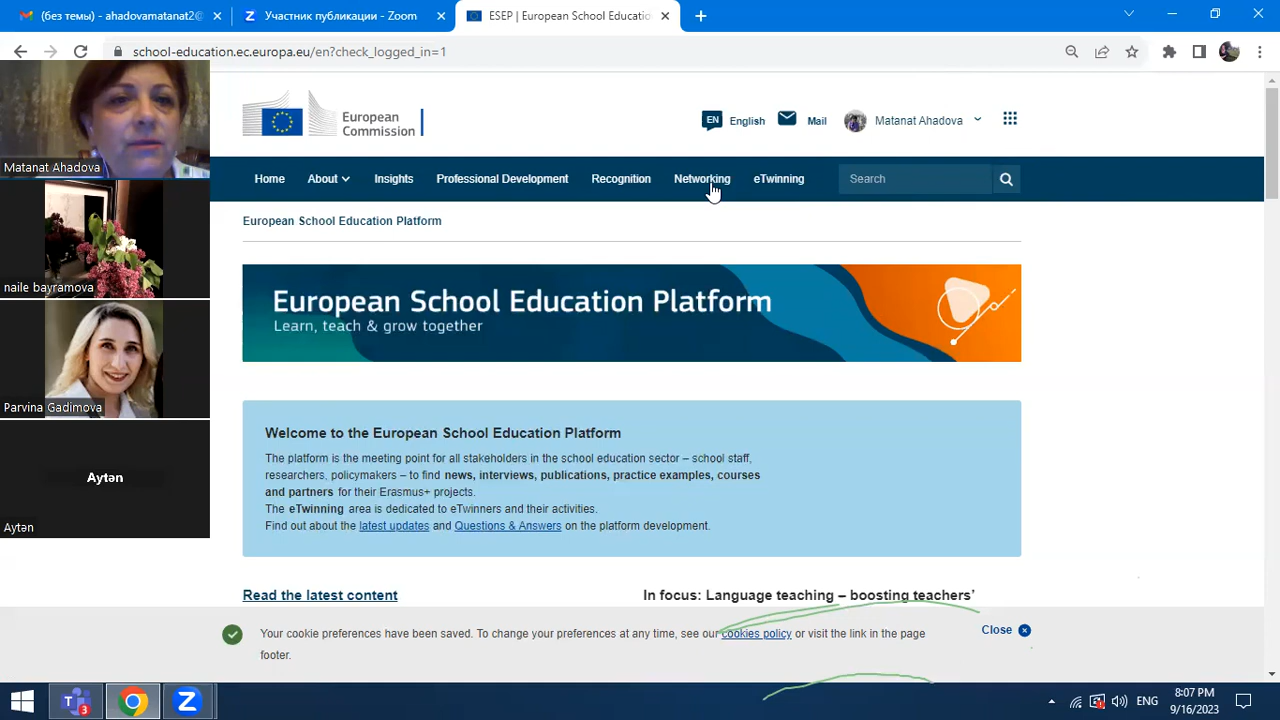 (без темы) - ahadovamatanat2@
Участник публикации - Zoom
ESEP | European School Educatio
school-education.ec.europa.eu/en?check_logged_in=1
European
Commission
EN English Mail Matanat Ahadova
Home About Insights Professional Development Recognition Networking eTwinning Search
European School Education Platform
European School Education Platform
Learn, teach & grow together
Welcome to the European School Education Platform
The platform is the meeting point for all stakeholders in the school education sector – school staff,
researchers, policymakers – to find news, interviews, publications, practice examples, courses
and partners for their Erasmus+ projects.
The eTwinning area is dedicated to eTwinners and their activities.
Find out about the latest updates and Questions & Answers on the platform development.
Read the latest content
In focus: Language teaching – boosting teachers’
Your cookie preferences have been saved. To change your preferences at any time, see our cookies policy or visit the link in the page
footer.
Close
Matanat Ahadova
naile bayramova
Parvina Gadimova
Aytən
Aytən
3
ENG
8:07 PM
9/16/2023